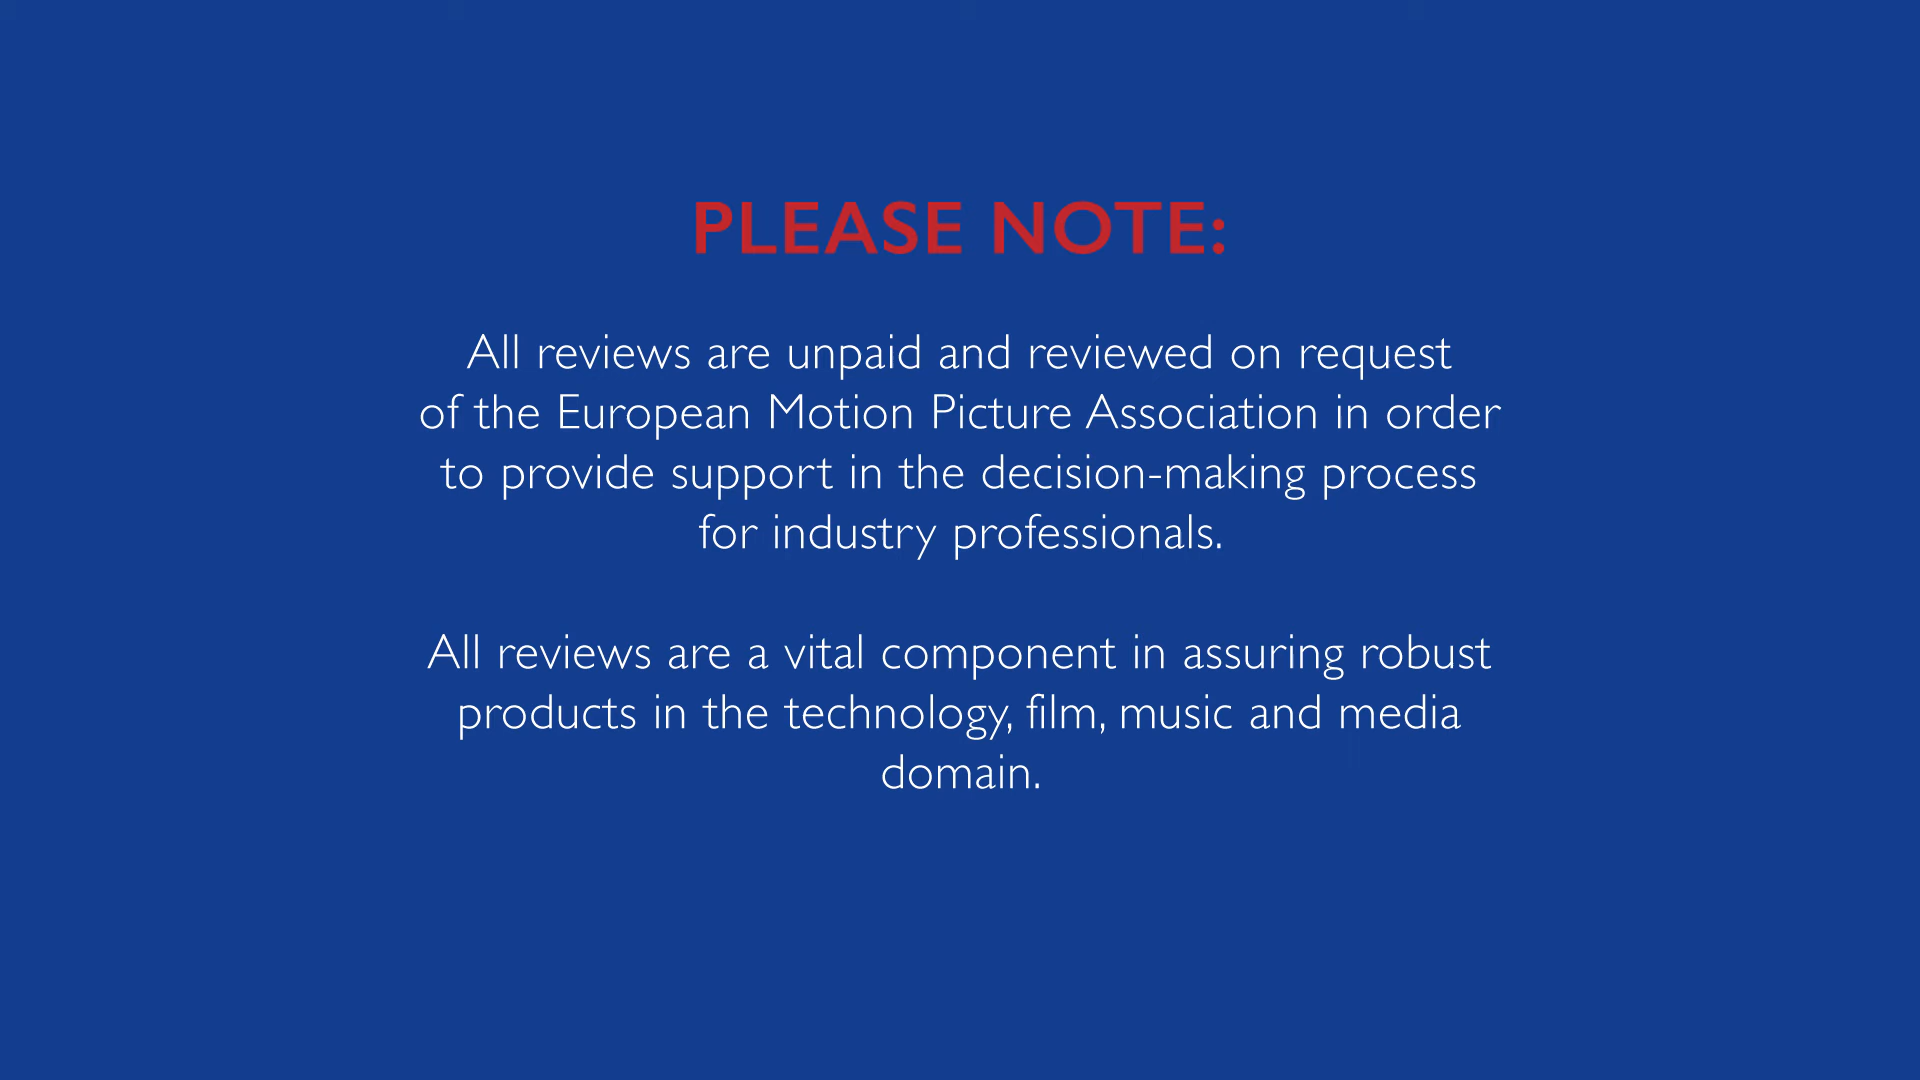 PLEASE NOTE:
All reviews are unpaid and reviewed on request
of the European Motion Picture Association in order
to provide support in the decision-making process
for industry professionals.
All reviews are a vital component in assuring robust
products in the technology, film, music and media
domain.